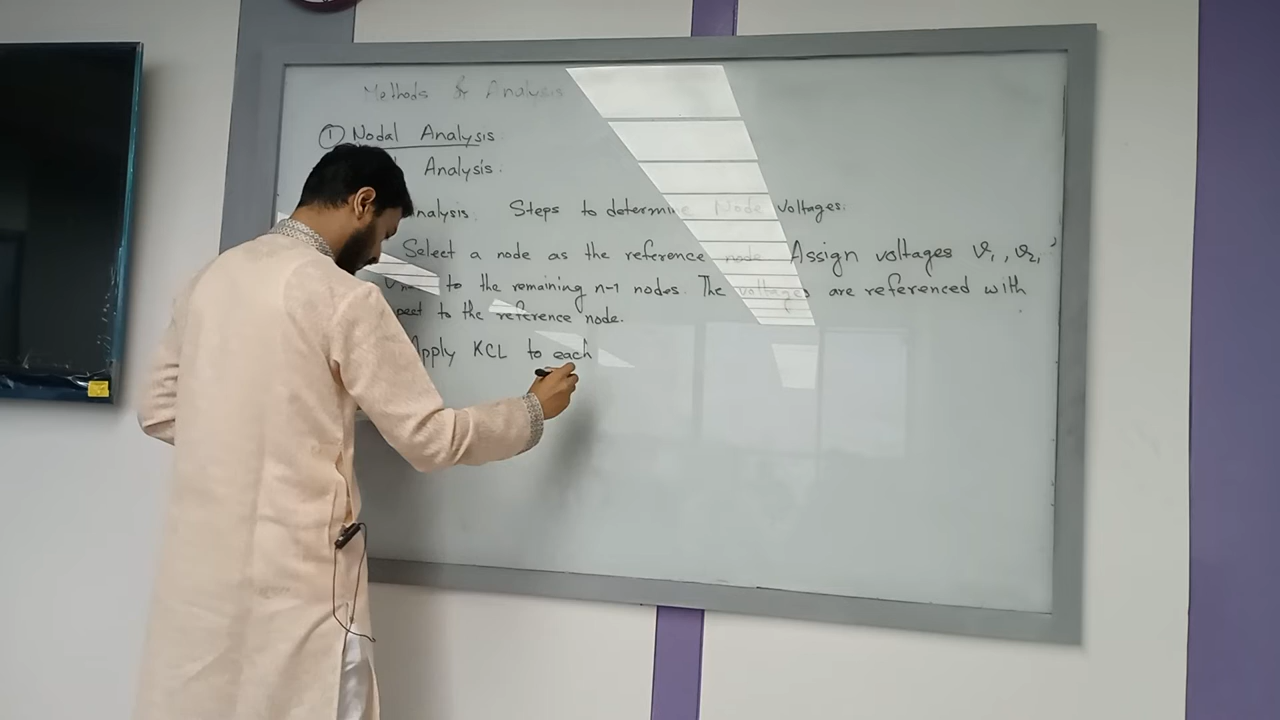 Methods of Analysis
① Nodal Analysis
Analysis.
nalysis. Steps to determine Node voltages.
Select a node as the reference node. Assign voltages v₁, v₂,
to the remaining n-1 nodes. The voltages are referenced with
pect to the reference node.
Apply KCL to each